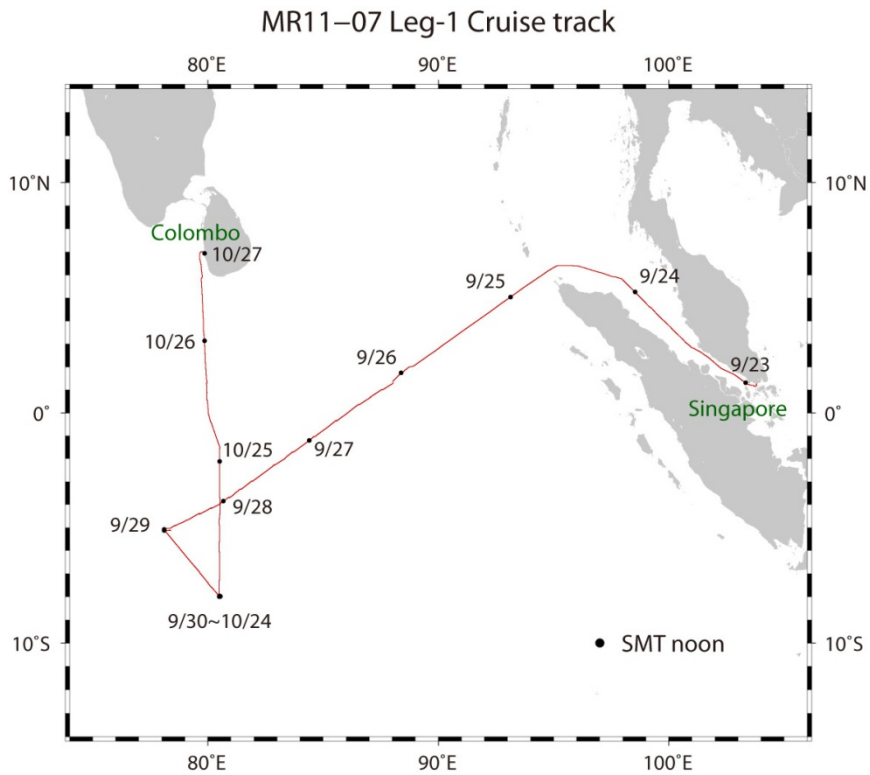 MR11−07 Leg-1 Cruise track
80˚E 90˚E 100˚E
10˚N 10˚N
Colombo
10/27
9/25
9/24
10/26
9/26
9/23
0˚ Singapore 0˚
10/25
9/27
9/28
9/29
9/30~10/24
10˚S SMT noon 10˚S
80˚E 90˚E 100˚E